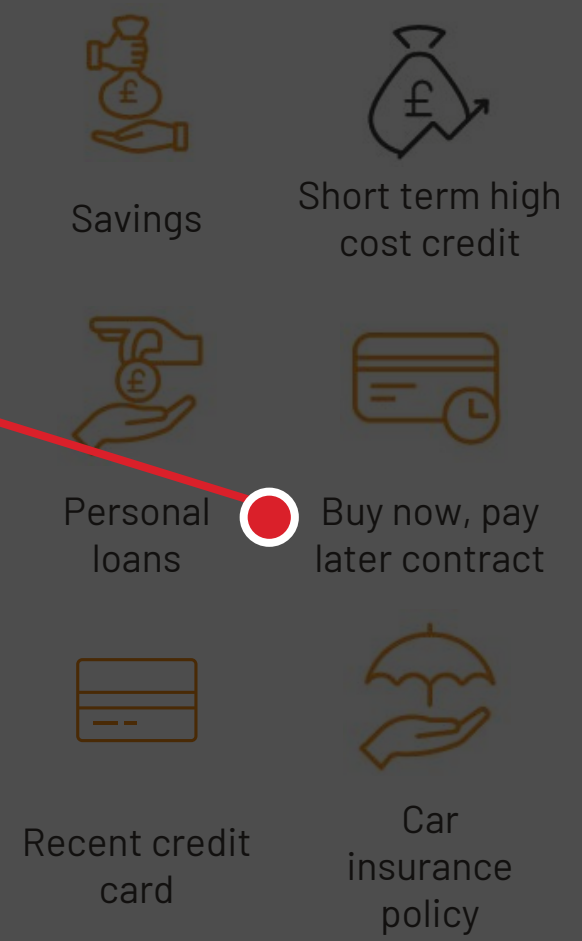 £
£
Savings
Short term high
cost credit
£
Personal
loans
Buy now, pay
later contract
Recent credit
card
Car
insurance
policy